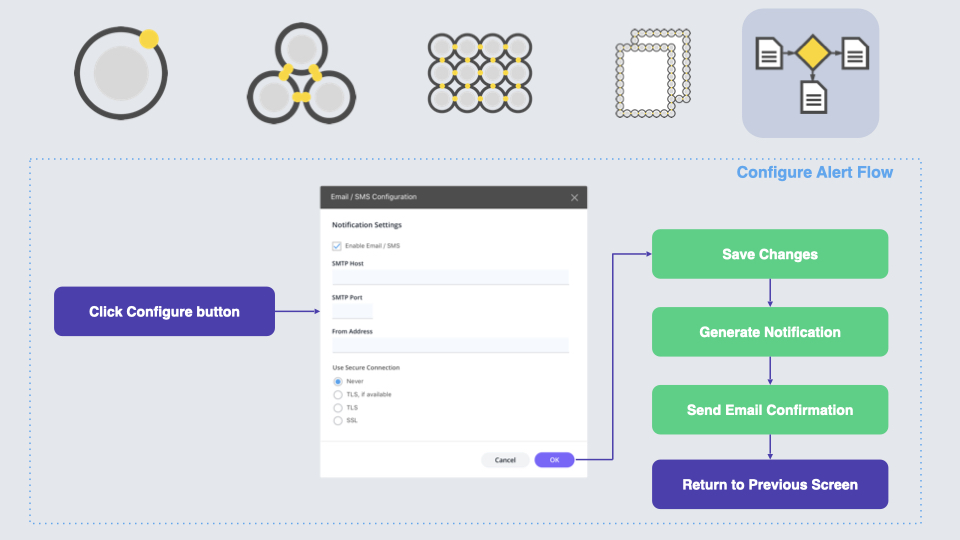 Configure Alert Flow
Click Configure button
Email / SMS Configuration
Notification Settings
Enable Email / SMS
SMTP Host
SMTP Port
From Address
Use Secure Connection
Never
TLS, if available
TLS
SSL
Cancel
OK
Save Changes
Generate Notification
Send Email Confirmation
Return to Previous Screen